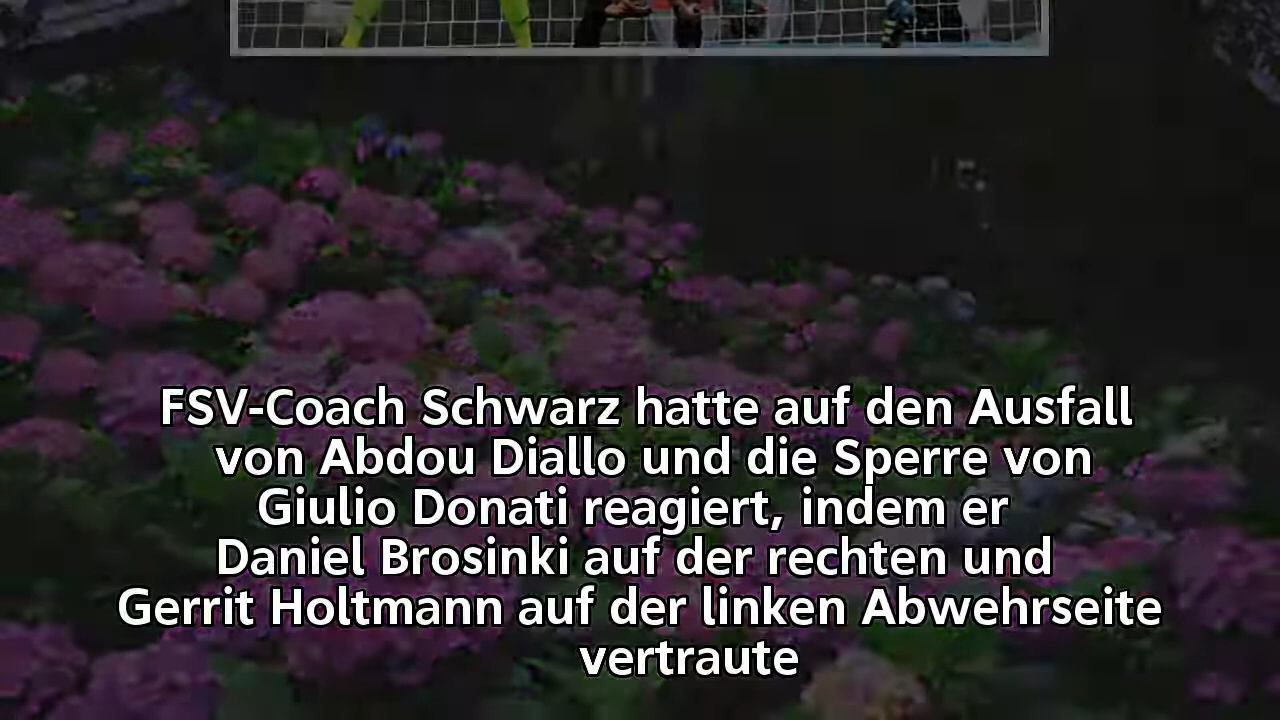 FSV-Coach Schwarz hatte auf den Ausfall
von Abdou Diallo und die Sperre von
Giulio Donati reagiert, indem er
Daniel Brosinki auf der rechten und
Gerrit Holtmann auf der linken Abwehrseite
vertraute